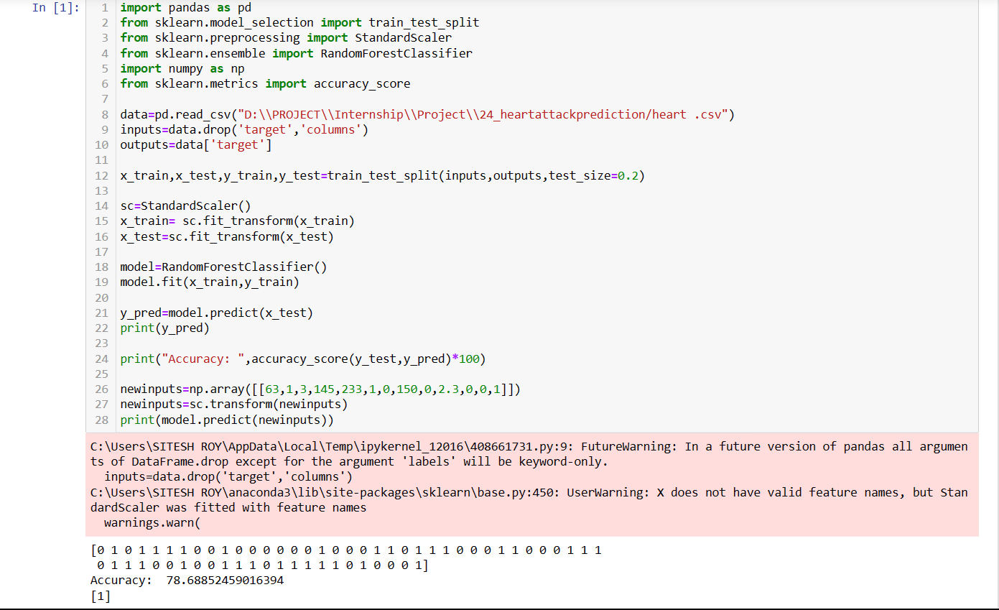 In [1]:
1 import pandas as pd
2 from sklearn.model_selection import train_test_split
3 from sklearn.preprocessing import StandardScaler
4 from sklearn.ensemble import RandomForestClassifier
5 import numpy as np
6 from sklearn.metrics import accuracy_score
7
8 data=pd.read_csv("D:\\PROJECT\\Internship\\Project\\24_heartattackprediction/heart .csv")
9 inputs=data.drop('target','columns')
10 outputs=data['target']
11
12 x_train,x_test,y_train,y_test=train_test_split(inputs,outputs,test_size=0.2)
13
14 sc=StandardScaler()
15 x_train= sc.fit_transform(x_train)
16 x_test=sc.fit_transform(x_test)
17
18 model=RandomForestClassifier()
19 model.fit(x_train,y_train)
20
21 y_pred=model.predict(x_test)
22 print(y_pred)
23
24 print("Accuracy: ",accuracy_score(y_test,y_pred)*100)
25
26 newinputs=np.array([[63,1,3,145,233,1,0,150,0,2.3,0,0,1]])
27 newinputs=sc.transform(newinputs)
28 print(model.predict(newinputs))
C:\Users\SITESH ROY\AppData\Local\Temp\ipykernel_12016\408661731.py:9: FutureWarning: In a future version of pandas all argumen
ts of DataFrame.drop except for the argument 'labels' will be keyword-only.
  inputs=data.drop('target','columns')
C:\Users\SITESH ROY\anaconda3\lib\site-packages\sklearn\base.py:450: UserWarning: X does not have valid feature names, but Stan
dardScaler was fitted with feature names
  warnings.warn(
[0 1 0 1 1 1 1 0 0 1 0 0 0 0 0 0 1 0 0 0 1 1 0 1 1 1 0 0 0 1 1 0 0 0 1 1 1
 0 1 1 1 0 0 1 0 0 1 1 1 0 1 1 1 1 1 0 1 0 0 0 1]
Accuracy:  78.68852459016394
[1]